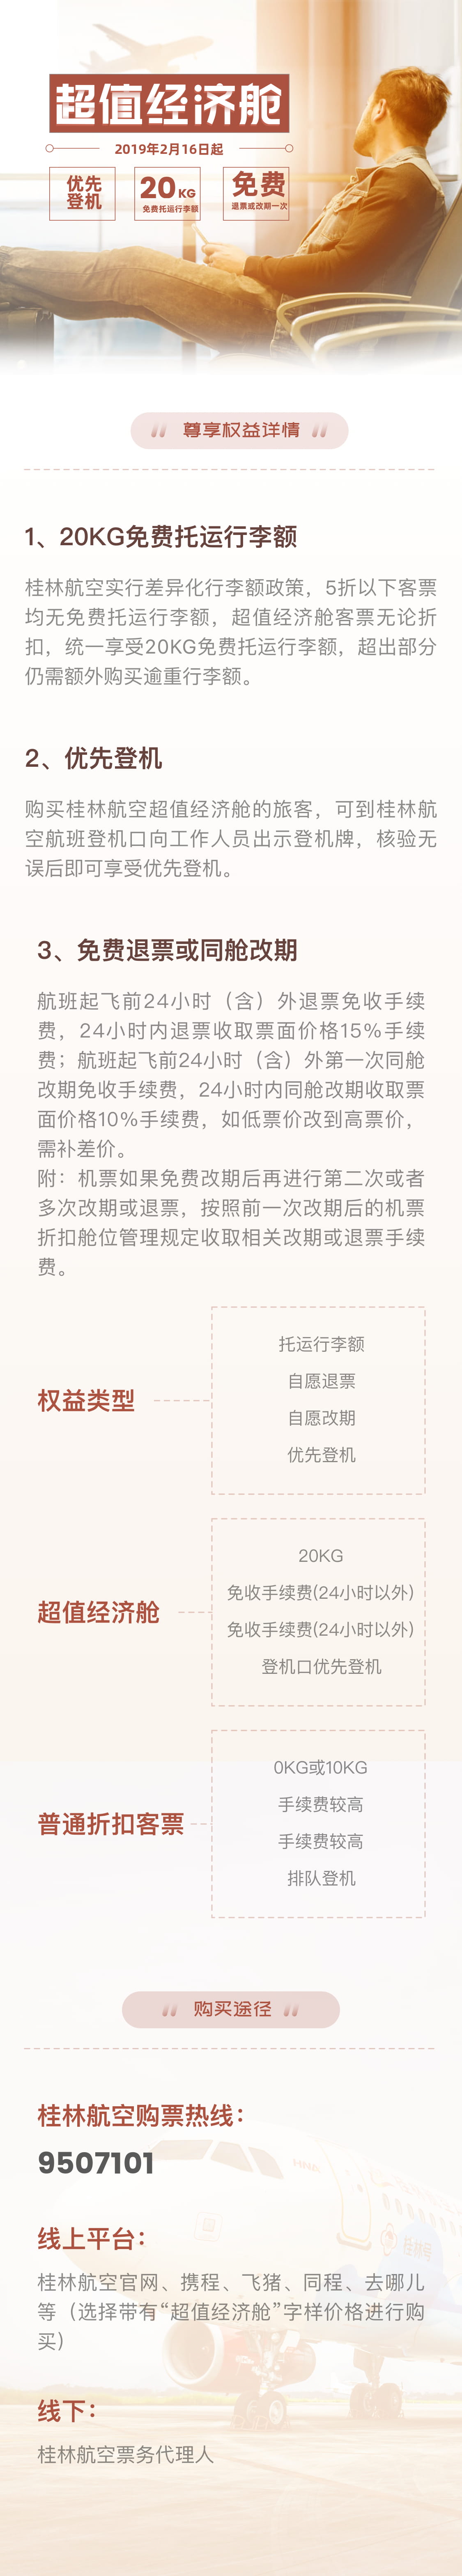 超值经济舱
2019年2月16日起
优先
登机
20KG
免费托运行李额
免费
退票或改期一次
尊享权益详情
1、20KG免费托运行李额
桂林航空实行差异化行李额政策，5折以下客票
均无免费托运行李额，超值经济舱客票无论折
扣，统一享受20KG免费托运行李额，超出部分
仍需额外购买逾重行李额。
2、优先登机
购买桂林航空超值经济舱的旅客，可到桂林航
空航班登机口向工作人员出示登机牌，核验无
误后即可享受优先登机。
3、免费退票或同舱改期
航班起飞前24小时（含）外退票免收手续
费，24小时内退票收取票面价格15%手续
费；航班起飞前24小时（含）外第一次同舱
改期免收手续费，24小时内同舱改期收取票
面价格10%手续费，如低票价改到高票价，
需补差价。
附：机票如果免费改期后再进行第二次或者
多次改期或退票，按照前一次改期后的机票
折扣舱位管理规定收取相关改期或退票手续
费。
权益类型
托运行李额
自愿退票
自愿改期
优先登机
超值经济舱
20KG
免收手续费(24小时以外)
免收手续费(24小时以外)
登机口优先登机
普通折扣客票
0KG或10KG
手续费较高
手续费较高
排队登机
购买途径
桂林航空购票热线：
9507101
线上平台：
桂林航空官网、携程、飞猪、同程、去哪儿
等（选择带有“超值经济舱”字样价格进行购
买）
桂林号
线下：
桂林航空票务代理人